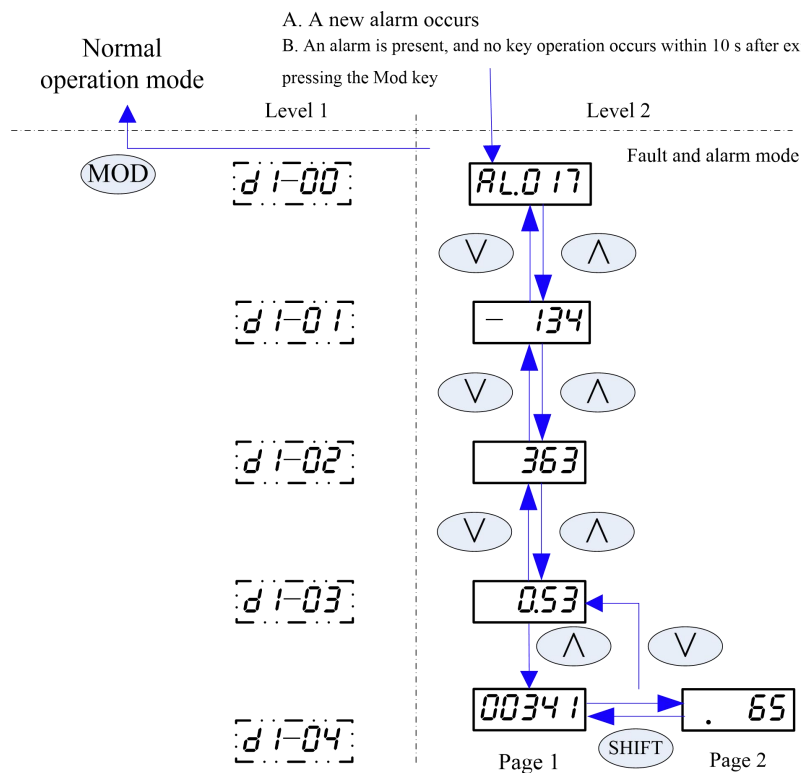 A. A new alarm occurs
Normal
operation mode
B. An alarm is present, and no key operation occurs within 10 s after ex
pressing the Mod key
Level 1
Level 2
Fault and alarm mode
MOD
d1-00
AL.017
∨
∧
d1-01
- 134
∨
∧
d1-02
363
∨
∧
d1-03
0.53
∧
∨
00341
. 65
d1-04
SHIFT
Page 1
Page 2